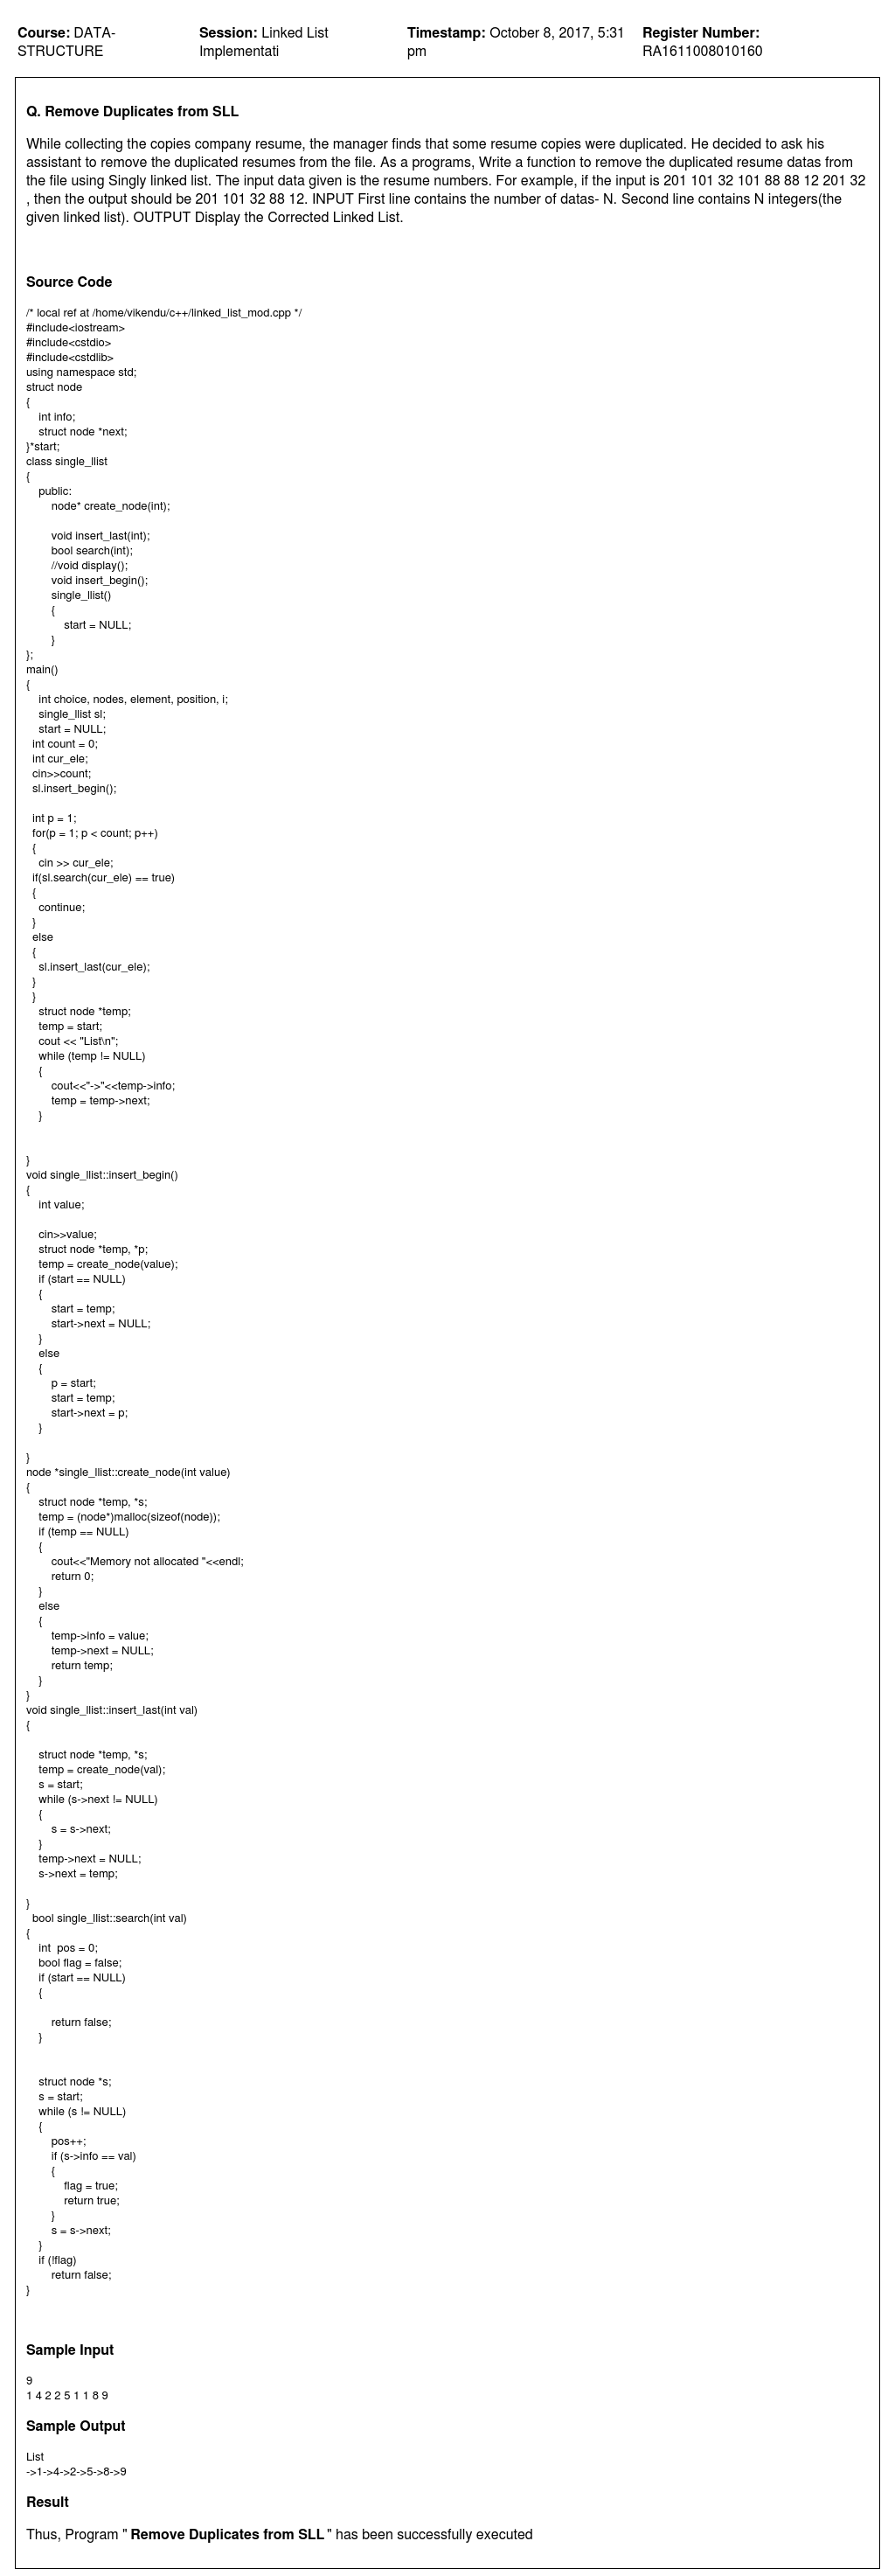 Course: DATA-STRUCTURE
Session: Linked List Implementati
Timestamp: October 8, 2017, 5:31 pm
Register Number: RA1611008010160
Q. Remove Duplicates from SLL
While collecting the copies company resume, the manager finds that some resume copies were duplicated. He decided to ask his
assistant to remove the duplicated resumes from the file. As a programs, Write a function to remove the duplicated resume datas from
the file using Singly linked list. The input data given is the resume numbers. For example, if the input is 201 101 32 101 88 88 12 201 32
, then the output should be 201 101 32 88 12. INPUT First line contains the number of datas- N. Second line contains N integers(the
given linked list). OUTPUT Display the Corrected Linked List.
Source Code
/* local ref at /home/vikendu/c++/linked_list_mod.cpp */
#include<iostream>
#include<cstdio>
#include<cstdlib>
using namespace std;
struct node
{
    int info;
    struct node *next;
}*start;
class single_llist
{
    public:
        node* create_node(int);

        void insert_last(int);
        bool search(int);
        //void display();
        void insert_begin();
        single_llist()
        {
            start = NULL;
        }
};
main()
{
    int choice, nodes, element, position, i;
    single_llist sl;
    start = NULL;
  int count = 0;
  int cur_ele;
  cin>>count;
  sl.insert_begin();

  int p = 1;
  for(p = 1; p < count; p++)
  {
    cin >> cur_ele;
  if(sl.search(cur_ele) == true)
  {
    continue;
  }
  else
  {
    sl.insert_last(cur_ele);
  }
  }
    struct node *temp;
    temp = start;
    cout << "List\n";
    while (temp != NULL)
    {
        cout<<"->"<<temp->info;
        temp = temp->next;
    }

}
void single_llist::insert_begin()
{
    int value;

    cin>>value;
    struct node *temp, *p;
    temp = create_node(value);
    if (start == NULL)
    {
        start = temp;
        start->next = NULL;
    }
    else
    {
        p = start;
        start = temp;
        start->next = p;
    }

}
node *single_llist::create_node(int value)
{
    struct node *temp, *s;
    temp = (node*)malloc(sizeof(node));
    if (temp == NULL)
    {
        cout<<"Memory not allocated "<<endl;
        return 0;
    }
    else
    {
        temp->info = value;
        temp->next = NULL;
        return temp;
    }
}
void single_llist::insert_last(int val)
{

    struct node *temp, *s;
    temp = create_node(val);
    s = start;
    while (s->next != NULL)
    {
        s = s->next;
    }
    temp->next = NULL;
    s->next = temp;

}
  bool single_llist::search(int val)
{
    int  pos = 0;
    bool flag = false;
    if (start == NULL)
    {

        return false;
    }

    struct node *s;
    s = start;
    while (s != NULL)
    {
        pos++;
        if (s->info == val)
        {
            flag = true;
            return true;
        }
        s = s->next;
    }
    if (!flag)
        return false;
}
Sample Input
9
1 4 2 2 5 1 1 8 9
Sample Output
List
->1->4->2->5->8->9
Result
Thus, Program " Remove Duplicates from SLL " has been successfully executed